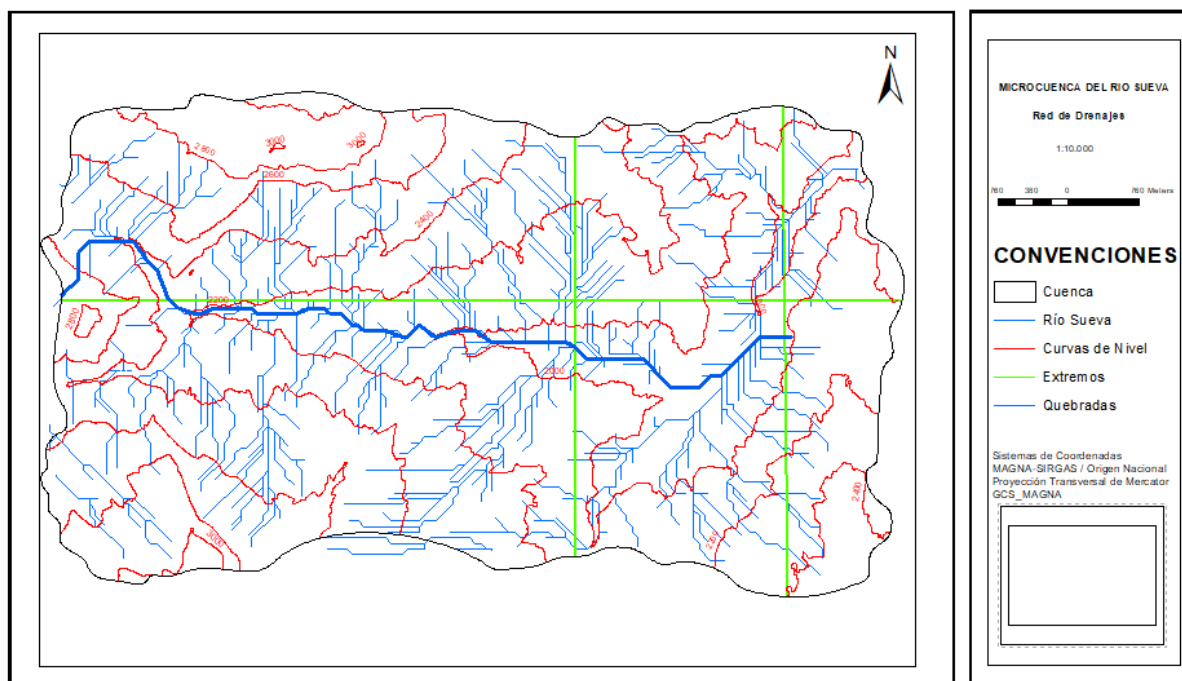 N
2800
3000
3000
2600
2400
2200
2800
2000
3000
2400
MICROCUENCA DEL RIO SUEVA
Red de Drenajes
1:10.000
760 380 0 760 Meters
CONVENCIONES
Cuenca
Río Sueva
Curvas de Nivel
Extremos
Quebradas
Sistemas de Coordenadas
MAGNA-SIRGAS / Origen Nacional
Proyección Transversal de Mercator
GCS_MAGNA